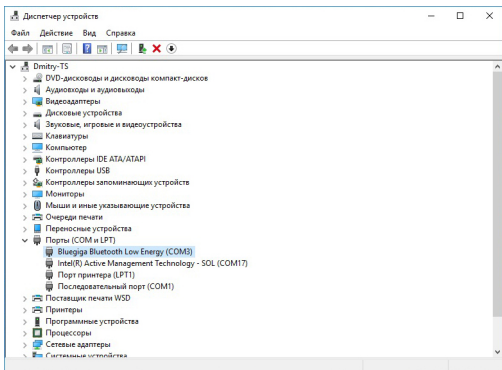 Диспетчер устройств
Файл Действие Вид Справка
Dmitry-TS
DVD-дисководы и дисководы компакт-дисков
Аудиовходы и аудиовыходы
Видеоадаптеры
Дисковые устройства
Звуковые, игровые и видеоустройства
Клавиатуры
Компьютер
Контроллеры IDE ATA/ATAPI
Контроллеры USB
Контроллеры запоминающих устройств
Мониторы
Мыши и иные указывающие устройства
Очереди печати
Переносные устройства
Порты (COM и LPT)
Bluegiga Bluetooth Low Energy (COM3)
Intel(R) Active Management Technology - SOL (COM17)
Порт принтера (LPT1)
Последовательный порт (COM1)
Поставщик печати WSD
Принтеры
Программные устройства
Процессоры
Сетевые адаптеры
Системные устройства